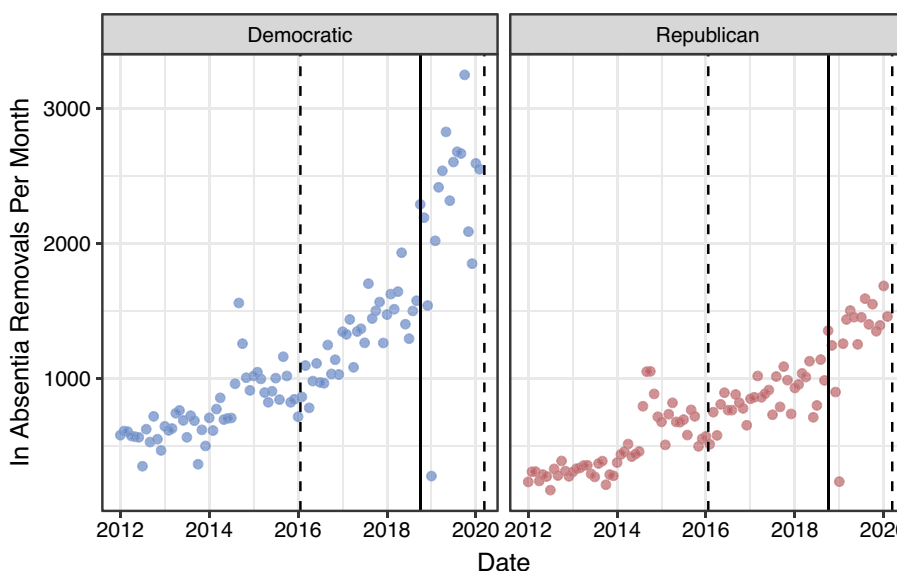 Democratic
Republican
In Absentia Removals Per Month
3000
2000
1000
2012 2014 2016 2018 2020
2012 2014 2016 2018 202
Date